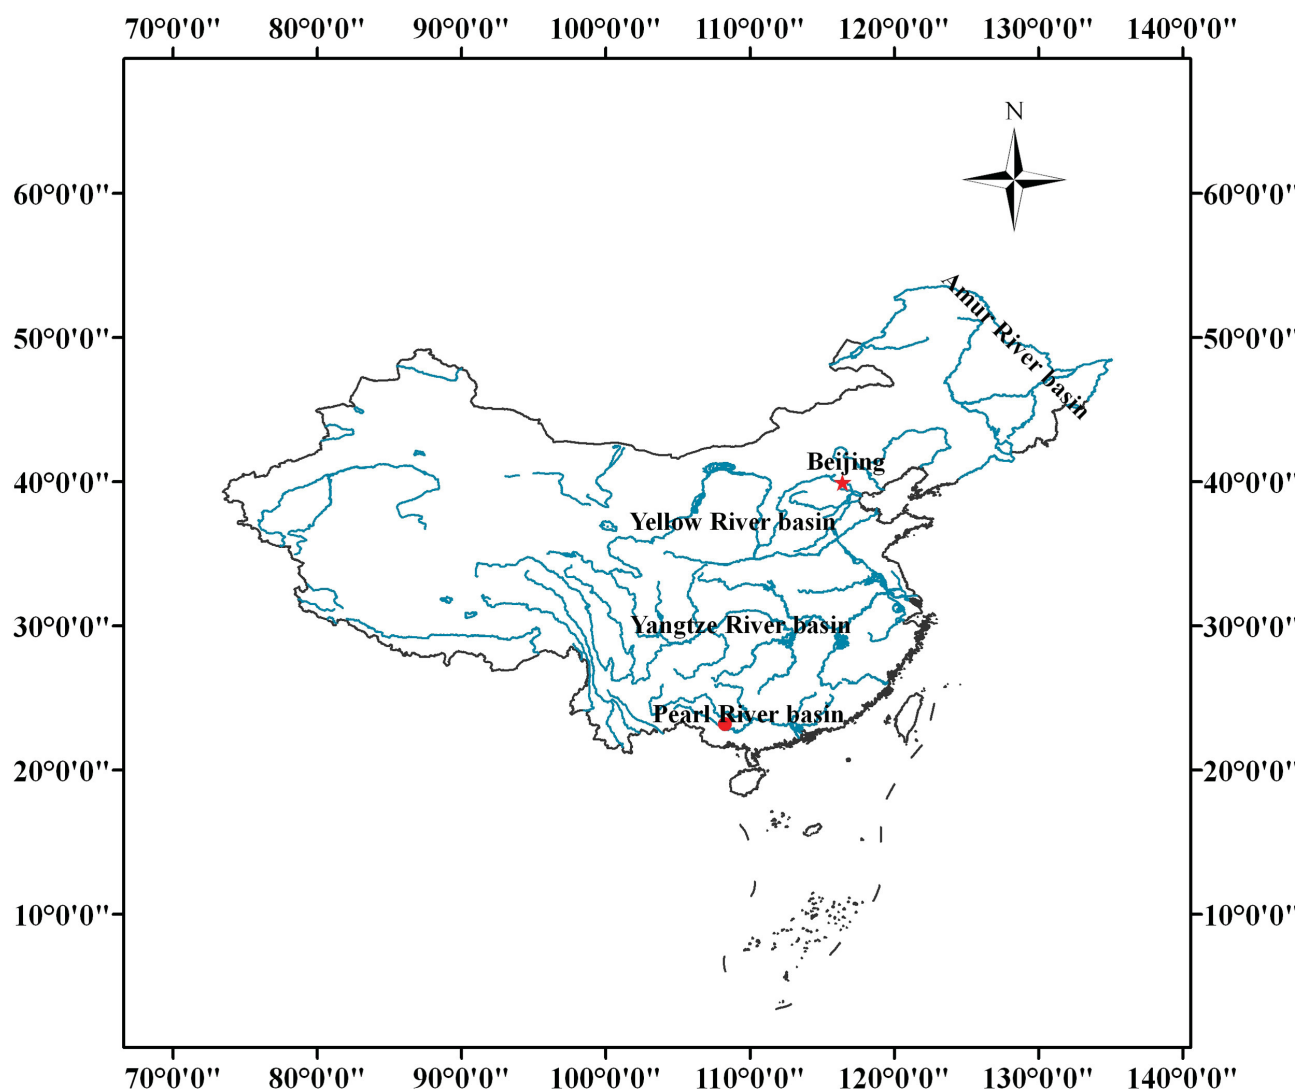 70°0'0" 80°0'0" 90°0'0" 100°0'0" 110°0'0" 120°0'0" 130°0'0" 140°0'0"
N
60°0'0" 60°0'0"
Amur River basin
50°0'0" 50°0'0"
Beijing
40°0'0" 40°0'0"
Yellow River basin
30°0'0" Yangtze River basin 30°0'0"
Pearl River basin
20°0'0" 20°0'0"
10°0'0" 10°0'0"
70°0'0" 80°0'0" 90°0'0" 100°0'0" 110°0'0" 120°0'0" 130°0'0" 140°0'0"